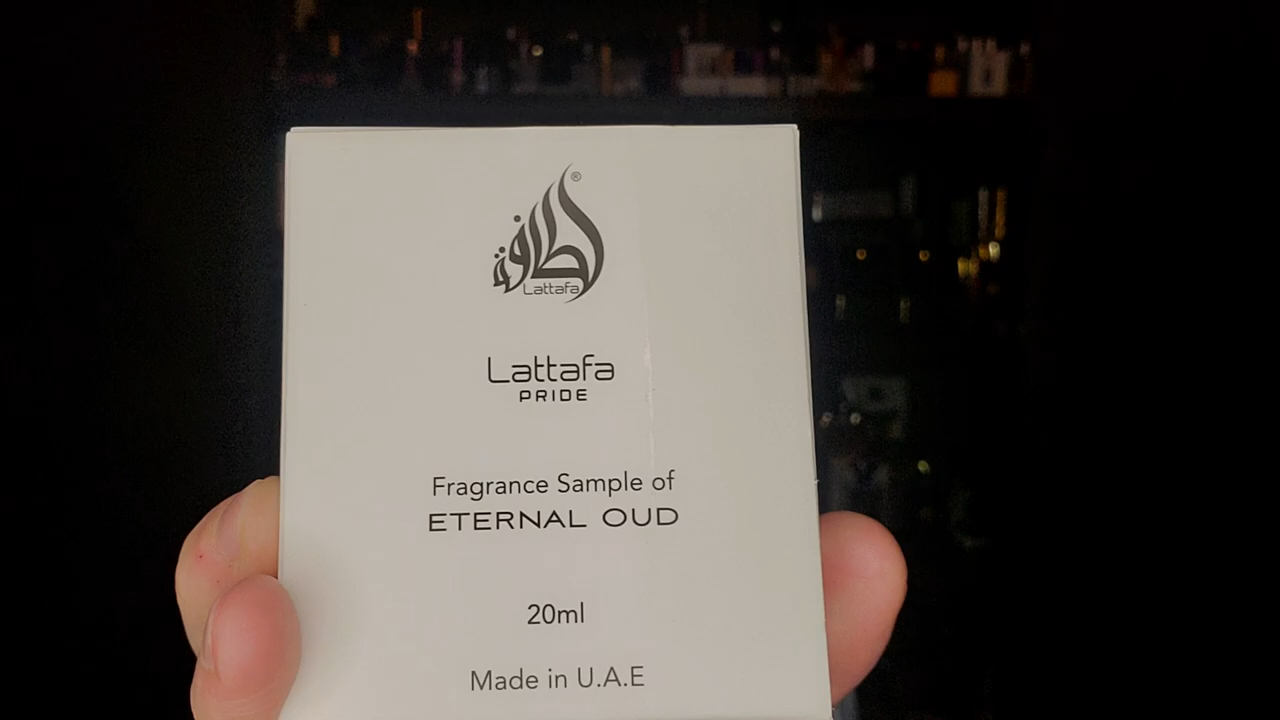 لطافة
®
Lattafa
Lattafa
PRIDE
Fragrance Sample of
ETERNAL OUD
20ml
Made in U.A.E